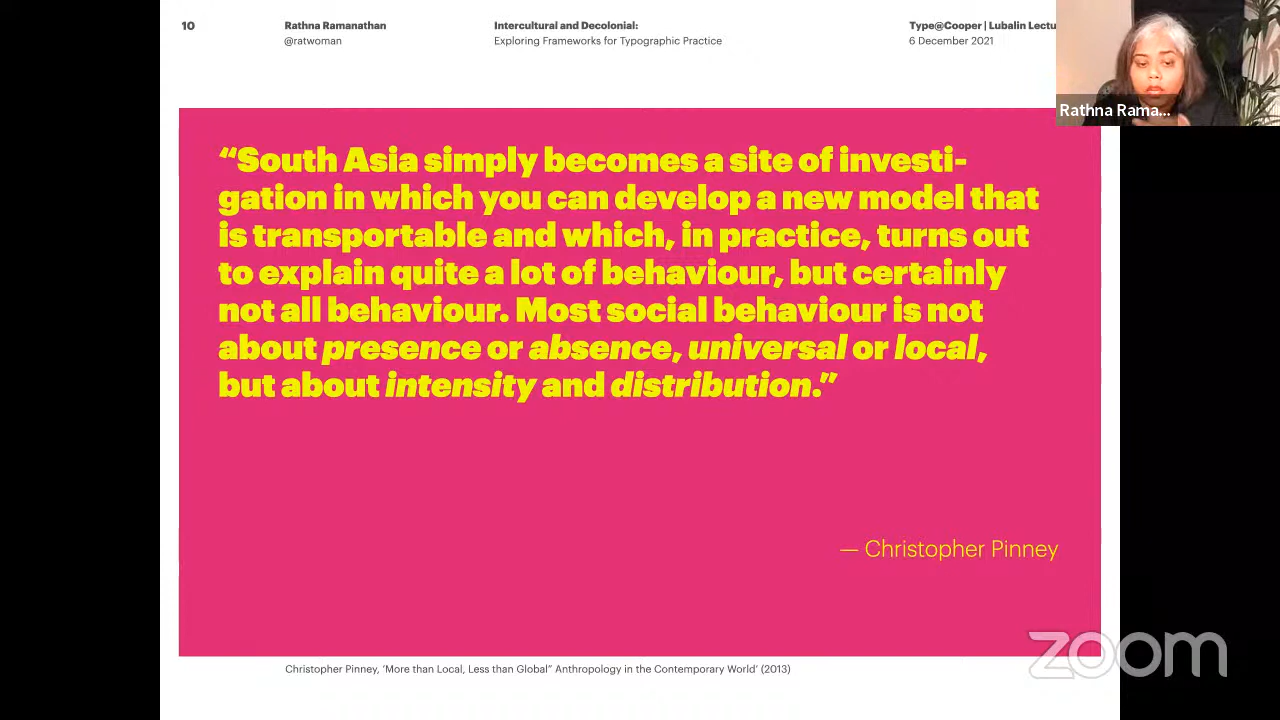 10
Rathna Ramanathan
@ratwoman
Intercultural and Decolonial:
Exploring Frameworks for Typographic Practice
Type@Cooper | Lubalin Lectu
6 December 2021
Rathna Rama...
“South Asia simply becomes a site of investi-
gation in which you can develop a new model that
is transportable and which, in practice, turns out
to explain quite a lot of behaviour, but certainly
not all behaviour. Most social behaviour is not
about presence or absence, universal or local,
but about intensity and distribution.”
— Christopher Pinney
Christopher Pinney, ‘More than Local, Less than Global” Anthropology in the Contemporary World’ (2013)
zoom